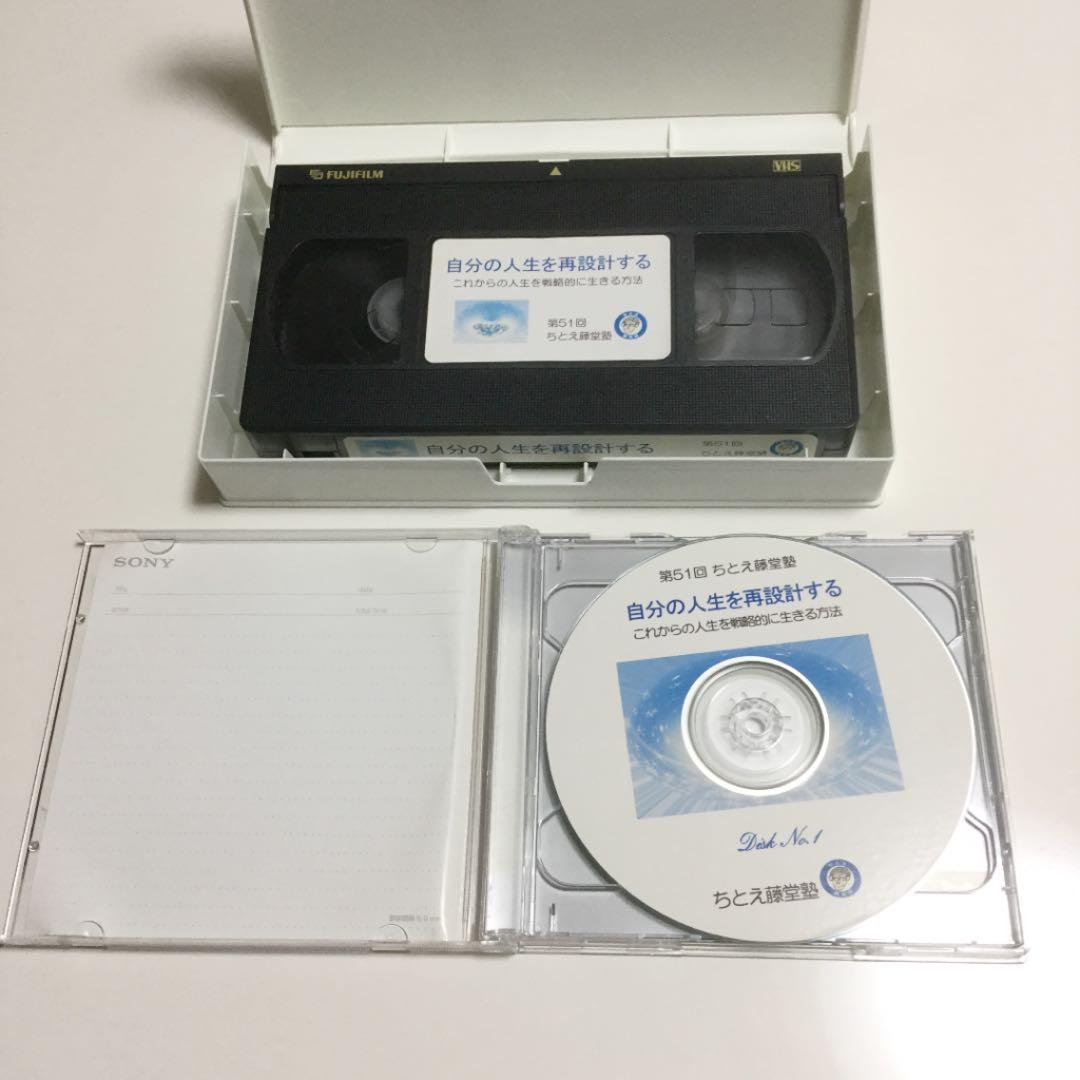 FUJIFILM
VHS
自分の人生を再設計する
これからの人生を戦略的に生きる方法
第51回
ちとえ藤堂塾
自分の人生を再設計する
第51回
ちとえ藤堂塾
SONY
title
date
artist
total time
第51回 ちとえ藤堂塾
自分の人生を再設計する
これからの人生を戦略的に生きる方法
Disk No.1
ちとえ藤堂塾